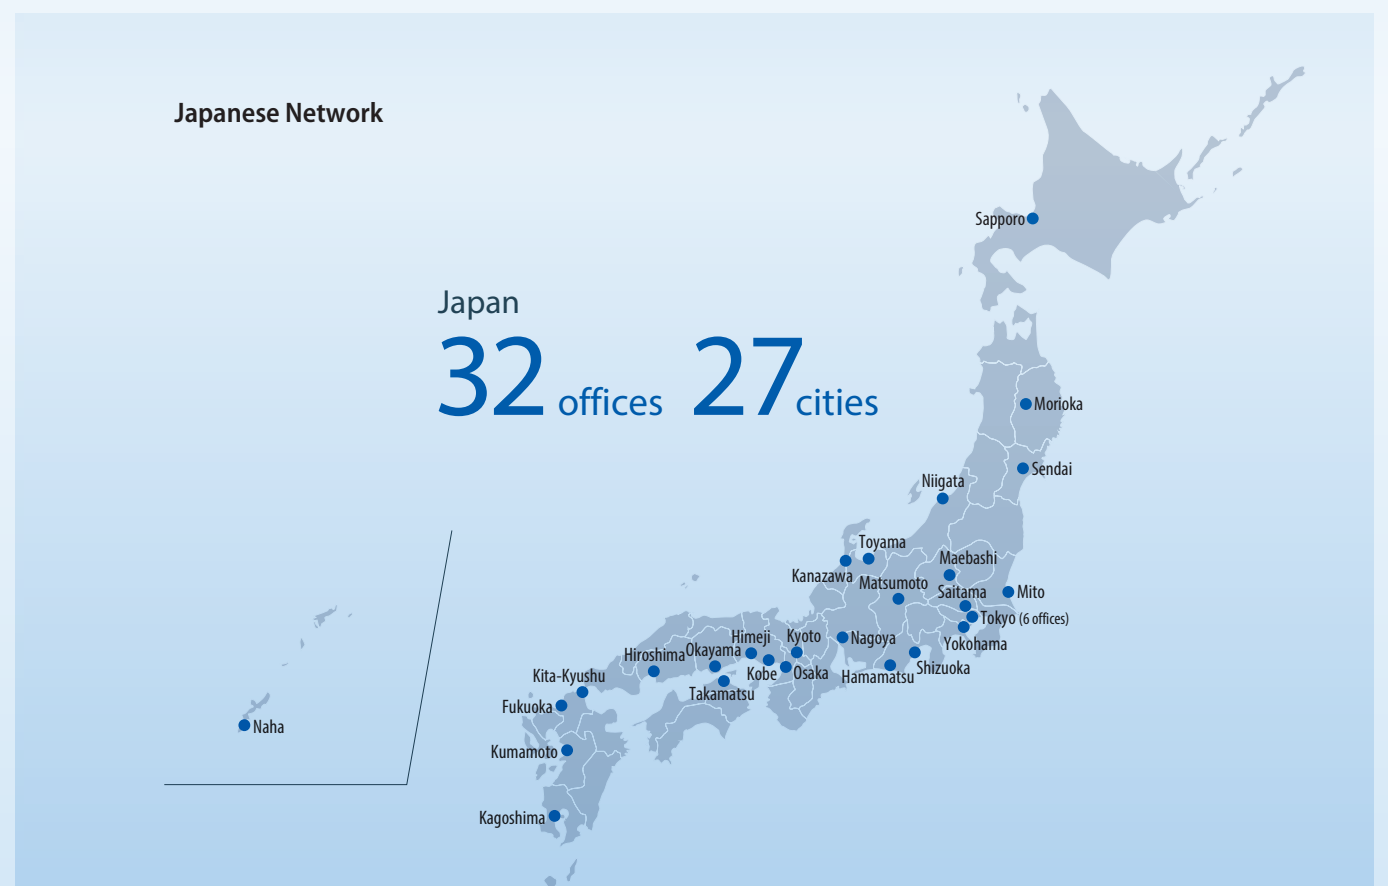 Japanese Network
Sapporo
Japan
32 offices 27 cities
Morioka
Sendai
Niigata
Toyama
Maebashi
Kanazawa
Matsumoto
Saitama
Mito
Tokyo (6 offices)
Yokohama
Nagoya
Shizuoka
Hamamatsu
Kyoto
Himeji
Okayama
Hiroshima
Kobe
Osaka
Takamatsu
Kita-Kyushu
Fukuoka
Naha
Kumamoto
Kagoshima